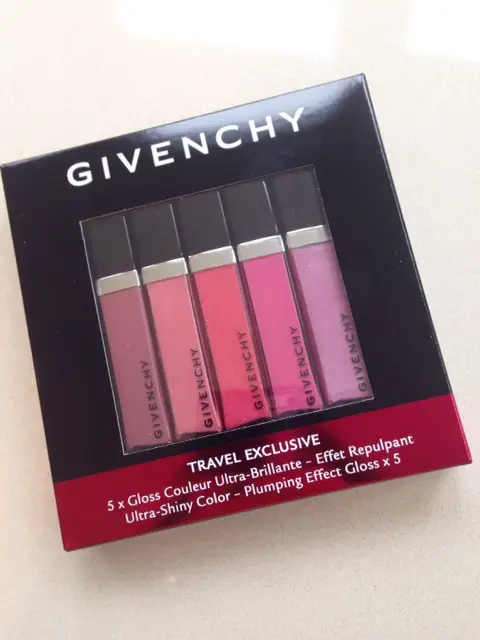 GIVENCHY
GIVENCHY
GIVENCHY
GIVENCHY
GIVENCHY
GIVENCHY
TRAVEL EXCLUSIVE
5 x Gloss Couleur Ultra-Brillante - Effet Repulpant
Ultra-Shiny Color - Plumping Effect Gloss x 5